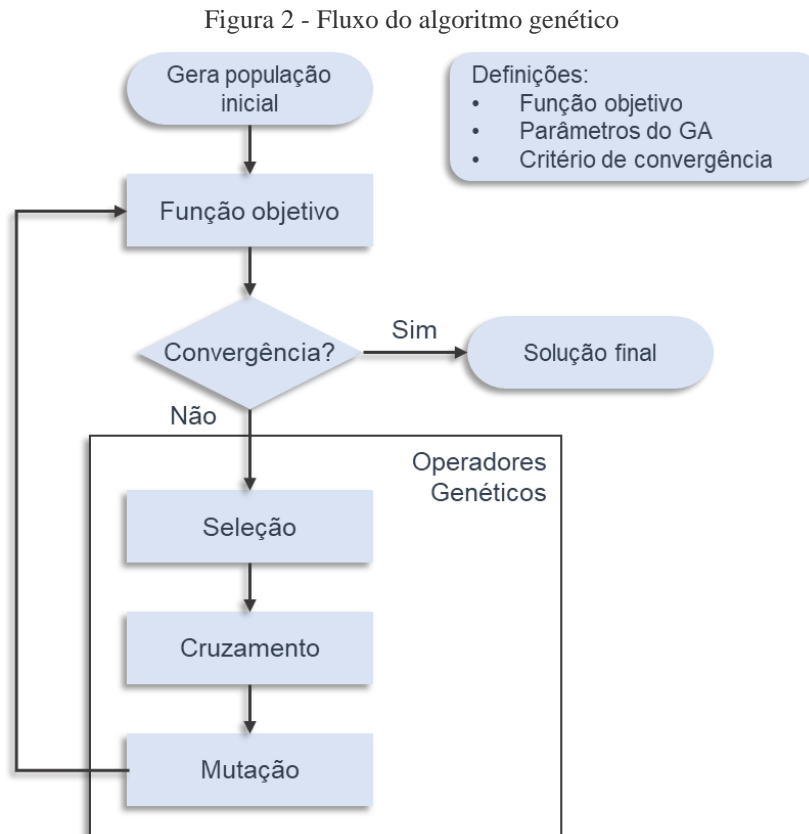 Figura 2 - Fluxo do algoritmo genético
Gera população
inicial
Definições:
• Função objetivo
• Parâmetros do GA
• Critério de convergência
Função objetivo
Convergência?
Sim
Solução final
Não
Operadores
Genéticos
Seleção
Cruzamento
Mutação